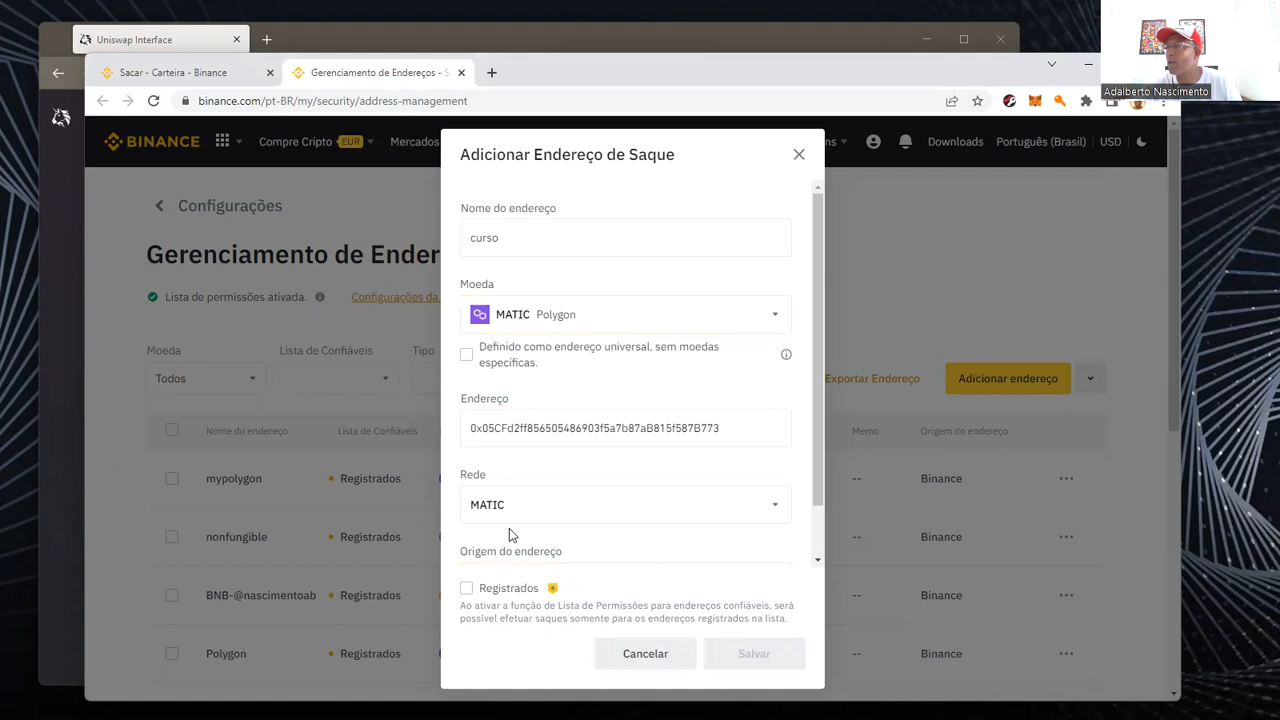 Uniswap Interface
Sacar - Carteira - Binance
Gerenciamento de Endereços - S
Adalberto Nascimento
binance.com/pt-BR/my/security/address-management
BINANCE
Compre Cripto EUR
Mercados
Downloads
Português (Brasil)
USD
Adicionar Endereço de Saque
Configurações
Nome do endereço
curso
Gerenciamento de Ender
Lista de permissões ativada.
Configurações da
Moeda
MATIC Polygon
Definido como endereço universal, sem moedas
específicas.
Moeda
Lista de Confiáveis
Tipo
Todos
Exportar Endereço
Adicionar endereço
Endereço
0x05CFd2ff856505486903f5a7b87aB815f587B773
Nome do endereço
Lista de Confiáveis
Memo
Origem do endereço
Rede
MATIC
mypolygon
Registrados
--
Binance
nonfungible
Registrados
--
Binance
Origem do endereço
Registrados
Ao ativar a função de Lista de Permissões para endereços confiáveis, será
possível efetuar saques somente para os endereços registrados na lista.
BNB-@nascimentoab
Registrados
--
Binance
Polygon
Registrados
--
Binance
Cancelar
Salvar